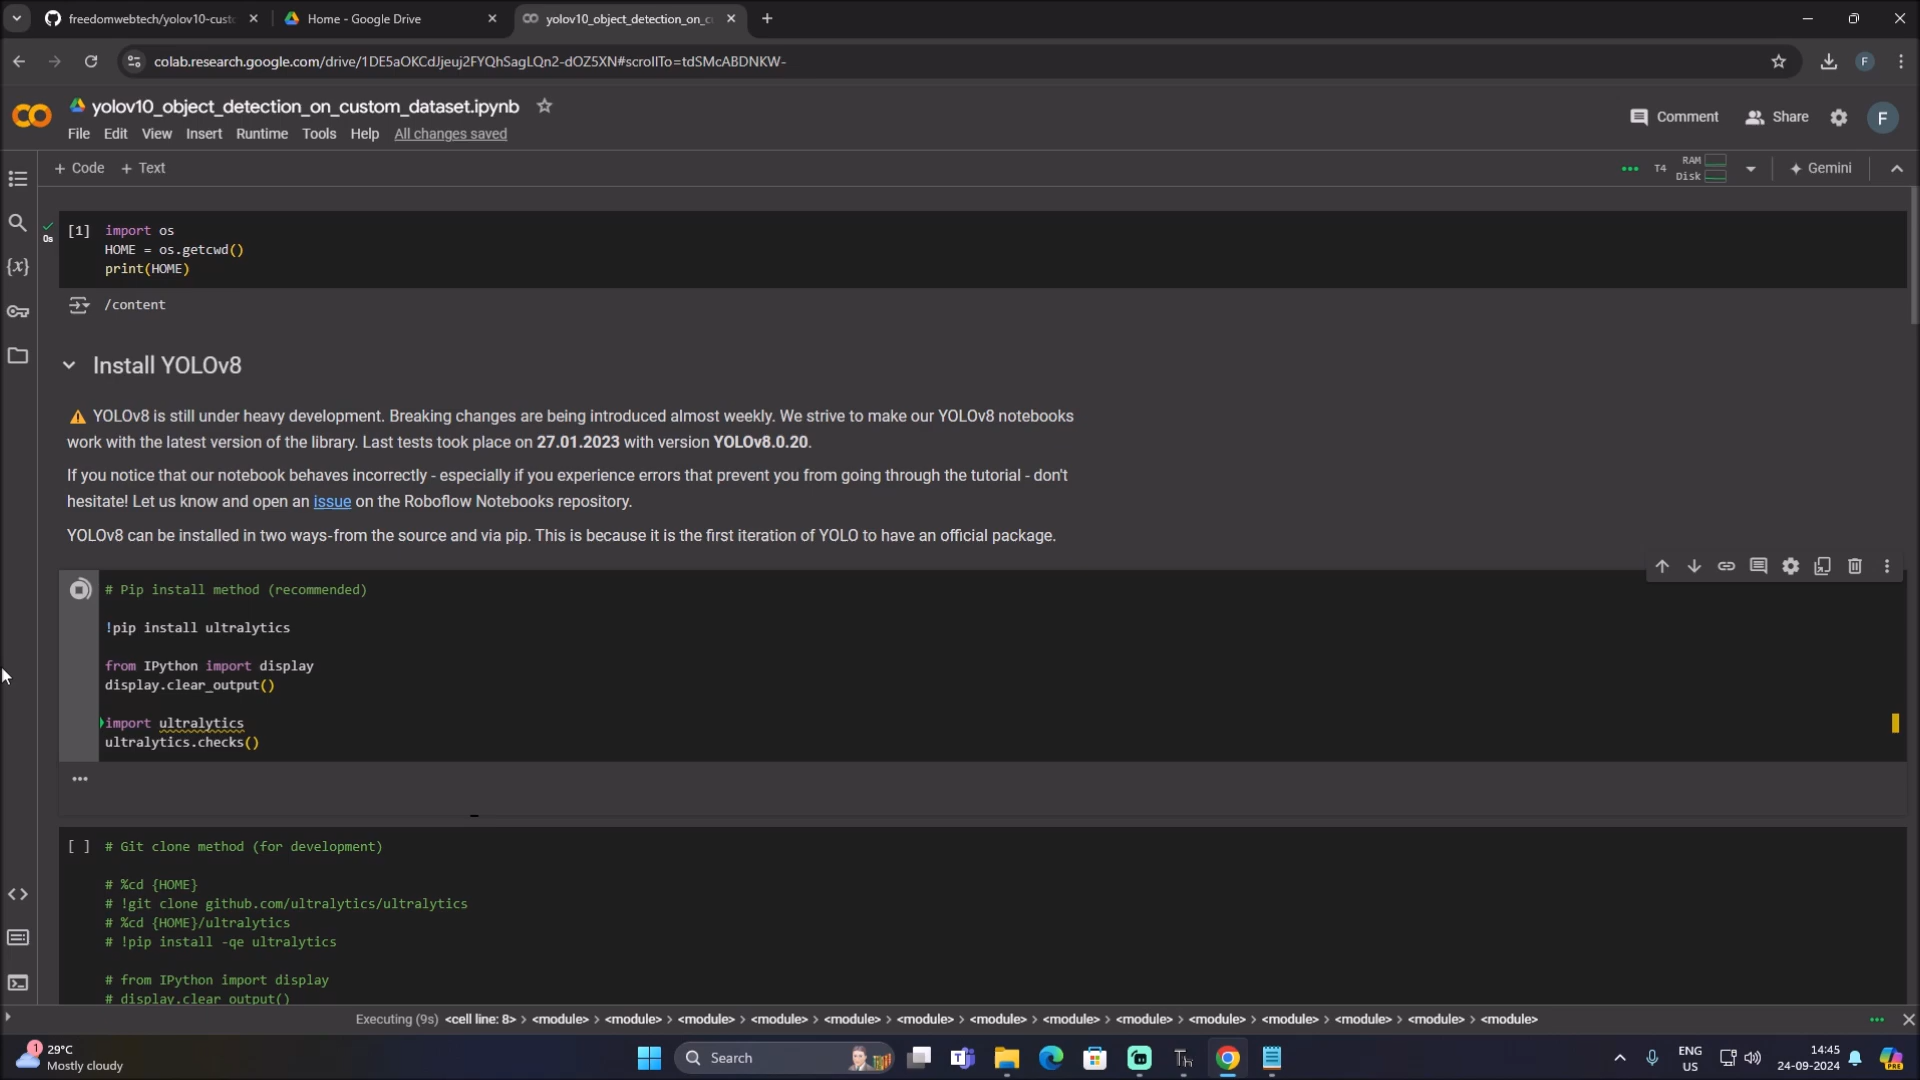 freedomwebtech/yolov10-cust
Home - Google Drive
yolov10_object_detection_on_c
colab.research.google.com/drive/1DE5aOKCdJjeuj2FYQhSagLQn2-dOZ5XN#scrollTo=tdSMcABDNKW-
F
CO
yolov10_object_detection_on_custom_dataset.ipynb
Comment
Share
F
File Edit View Insert Runtime Tools Help All changes saved
+ Code + Text
T4
RAM
Disk
Gemini
0s
[1] import os
HOME = os.getcwd()
print(HOME)
{x}
/content
Install YOLOv8
⚠ YOLOv8 is still under heavy development. Breaking changes are being introduced almost weekly. We strive to make our YOLOv8 notebooks
work with the latest version of the library. Last tests took place on 27.01.2023 with version YOLOv8.0.20.
If you notice that our notebook behaves incorrectly - especially if you experience errors that prevent you from going through the tutorial - don't
hesitate! Let us know and open an issue on the Roboflow Notebooks repository.
YOLOv8 can be installed in two ways-from the source and via pip. This is because it is the first iteration of YOLO to have an official package.
# Pip install method (recommended)
!pip install ultralytics
from IPython import display
display.clear_output()
import ultralytics
ultralytics.checks()
[ ] # Git clone method (for development)
# %cd {HOME}
# !git clone github.com/ultralytics/ultralytics
# %cd {HOME}/ultralytics
# !pip install -qe ultralytics
# from IPython import display
# display.clear_output()
Executing (9s) <cell line: 8> > <module> > <module> > <module> > <module> > <module> > <module> > <module> > <module> > <module> > <module> > <module> > <module> > <module> > <module>
1
29°C
Mostly cloudy
Search
ENG
US
14:45
24-09-2024
PRE